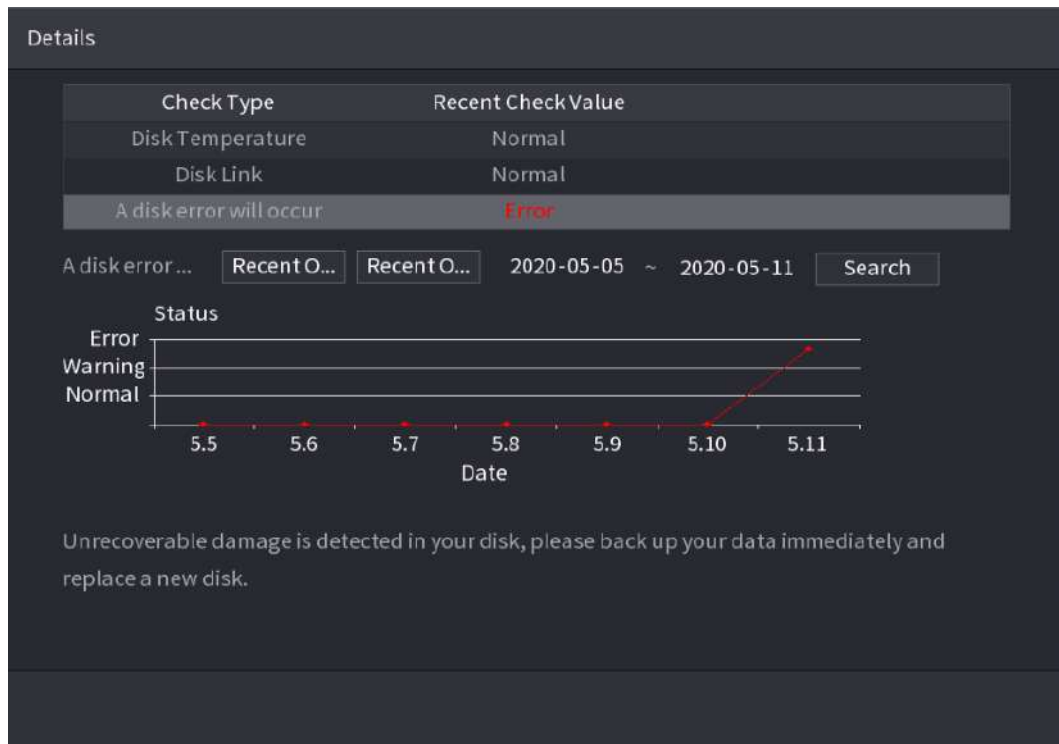 Details
Check Type Recent Check Value
Disk Temperature Normal
Disk Link Normal
A disk error will occur Error
A disk error ... Recent O... Recent O... 2020-05-05 ~ 2020-05-11 Search
Status
Error
Warning
Normal
5.5 5.6 5.7 5.8 5.9 5.10 5.11
Date
Unrecoverable damage is detected in your disk, please back up your data immediately and
replace a new disk.